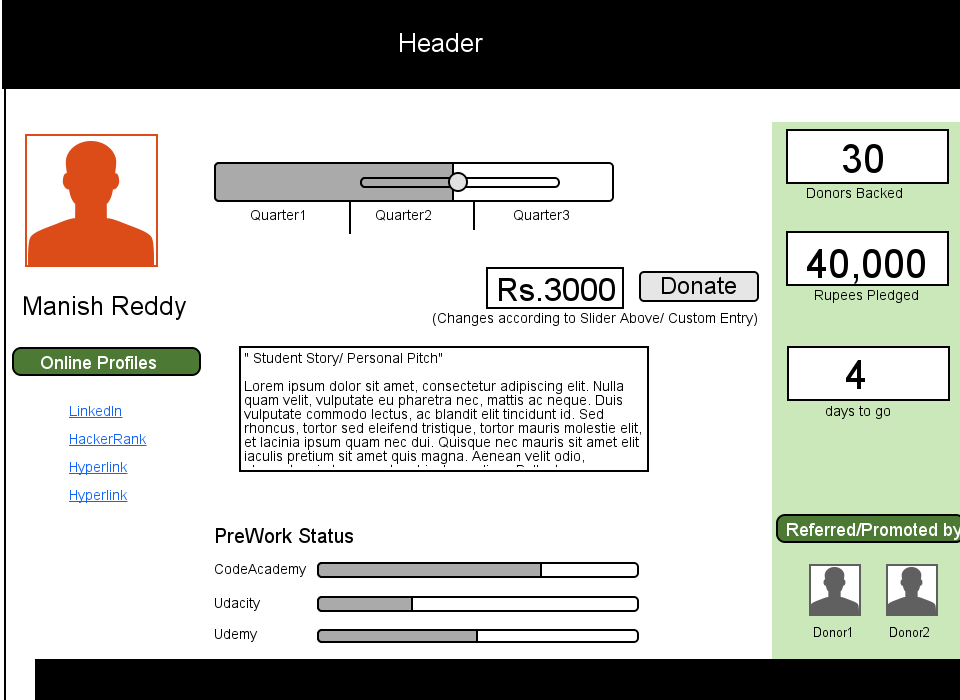 Header
Quarter1
Quarter2
Quarter3
Rs.3000
Donate
(Changes according to Slider Above/ Custom Entry)
Manish Reddy
Online Profiles
LinkedIn
HackerRank
Hyperlink
Hyperlink
" Student Story/ Personal Pitch"
Lorem ipsum dolor sit amet, consectetur adipiscing elit. Nulla
quam velit, vulputate eu pharetra nec, mattis ac neque. Duis
vulputate commodo lectus, ac blandit elit tincidunt id. Sed
rhoncus, tortor sed eleifend tristique, tortor mauris molestie elit,
et lacinia ipsum quam nec dui. Quisque nec mauris sit amet elit
iaculis pretium sit amet quis magna. Aenean velit odio,
PreWork Status
CodeAcademy
Udacity
Udemy
30
Donors Backed
40,000
Rupees Pledged
4
days to go
Referred/Promoted by
Donor1
Donor2